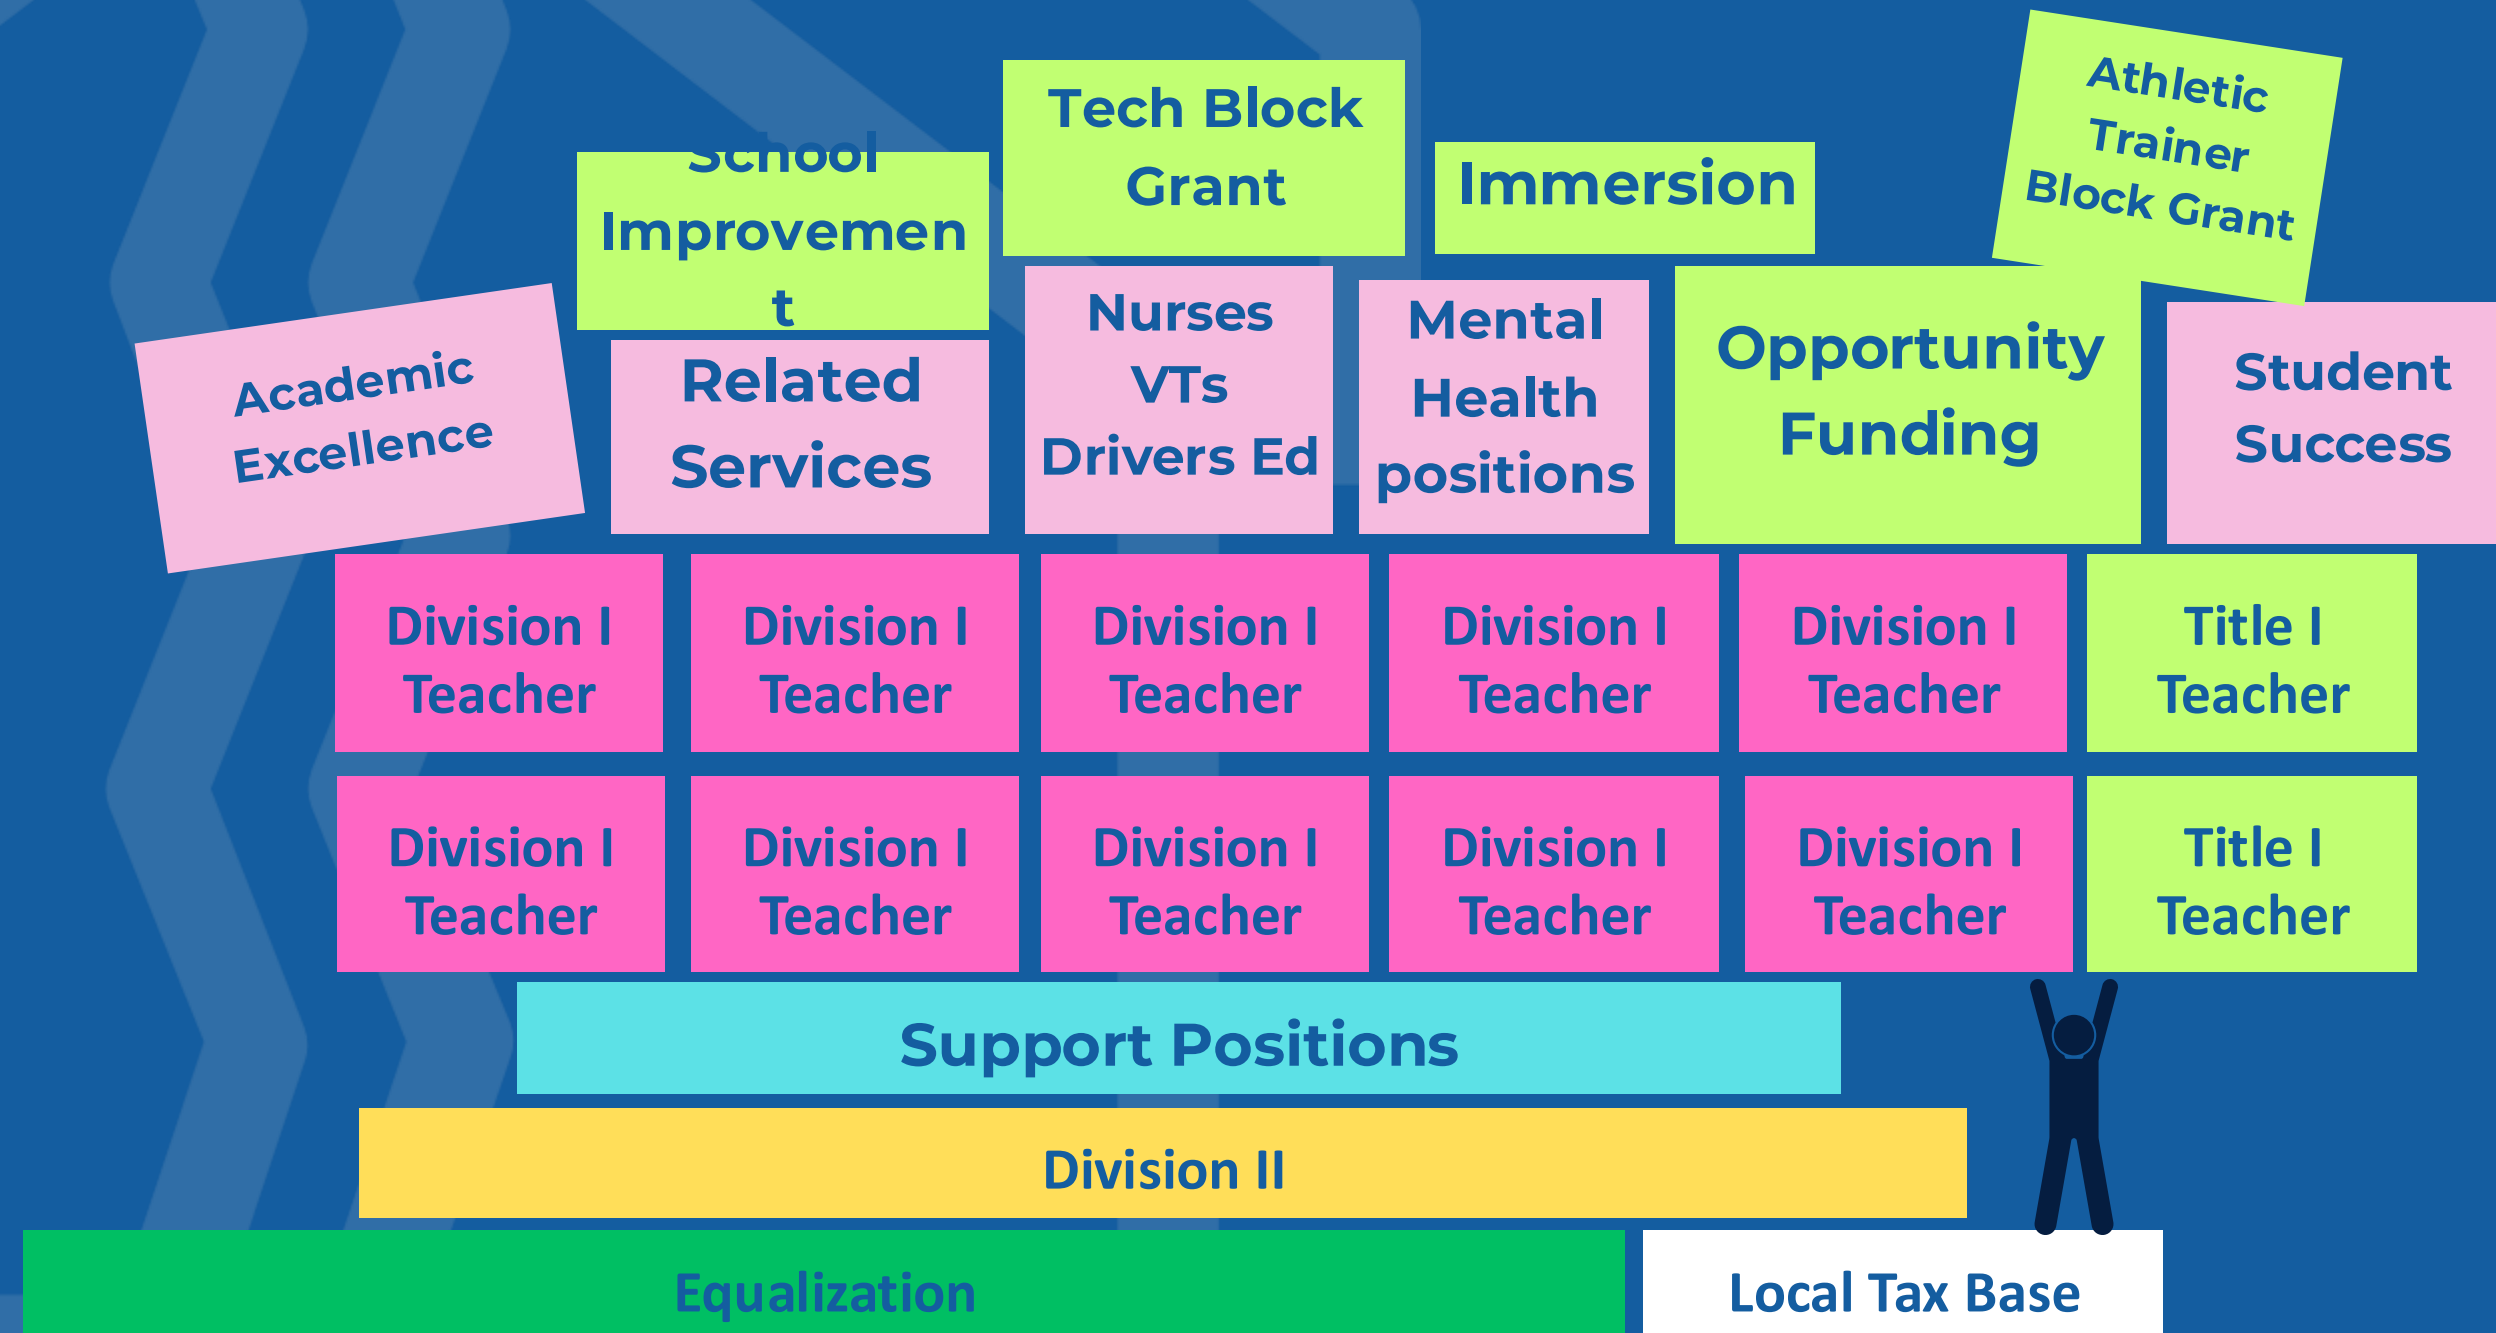 Tech Block
Grant
School
Improvemen
t
Immersion
Athletic
Trainer
Block Grant
Academic
Excellence
Related
Services
Nurses
VTs
Drivers Ed
Mental
Health
positions
Opportunity
Funding
Student
Success
Division I
Teacher
Division I
Teacher
Division I
Teacher
Division I
Teacher
Division I
Teacher
Title I
Teacher
Division I
Teacher
Division I
Teacher
Division I
Teacher
Division I
Teacher
Division I
Teacher
Title I
Teacher
Support Positions
Division II
Equalization
Local Tax Base